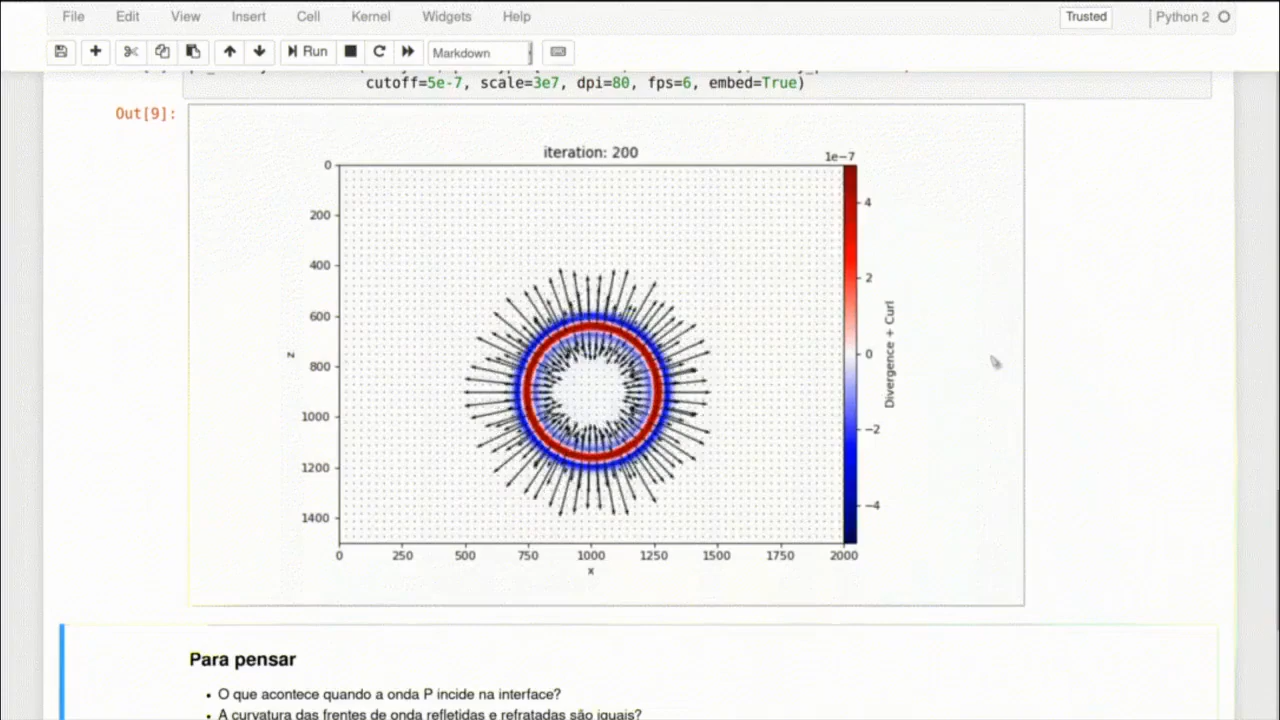 File Edit View Insert Cell Kernel Widgets Help Trusted Python 2
Run Markdown
cutoff=5e-7, scale=3e7, dpi=80, fps=6, embed=True)
Out[9]:
iteration: 200
1e−7
0
200
400
600
800
1000
1200
1400
z
0 250 500 750 1000 1250 1500 1750 2000
x
4
2
0
−2
−4
Divergence + Curl
Para pensar
• O que acontece quando a onda P incide na interface?
• A curvatura das frentes de onda refletidas e refratadas são iguais?